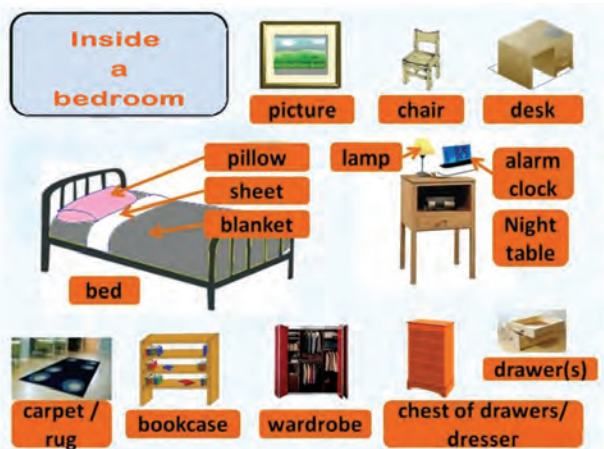 Inside
a
bedroom
picture
chair
desk
pillow
sheet
blanket
bed
lamp
alarm
clock
Night
table
carpet /
rug
bookcase
wardrobe
chest of drawers/
dresser
drawer(s)